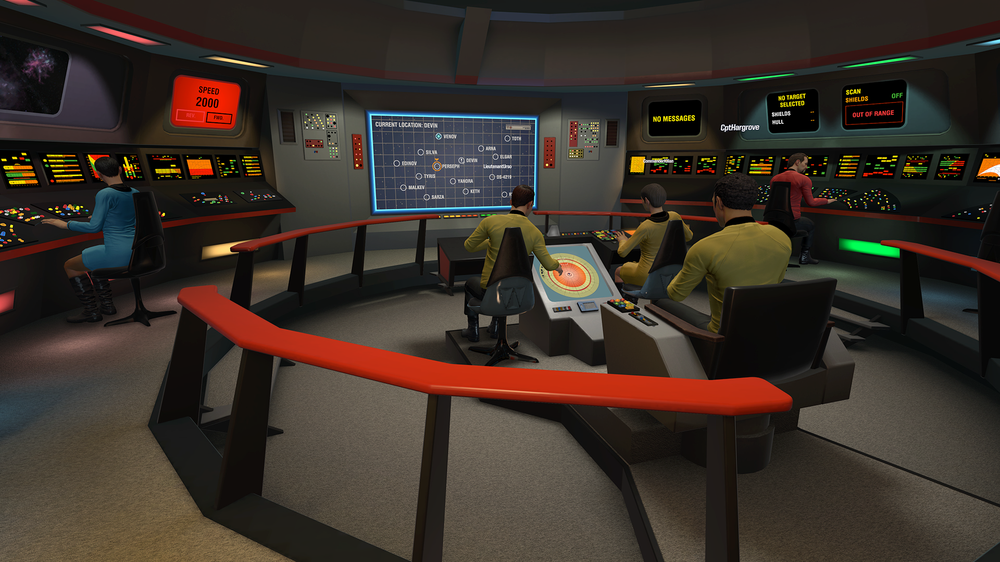 SPEED
2000
REV.
FWD.
CURRENT LOCATION: DEVIN
VENOV
TOTH
SILVA
ARNA
ELGAR
EDINOV
PERSEPH
DEVIN
LieutenantUrso
TYRIS
YANORA
DS-4219
MALKEV
KETH
SARZA
R
NO MESSAGES
CptHargrove
NO TARGET
SELECTED
SHIELDS --
HULL --
SCAN
SHIELDS OFF
OUT OF RANGE
CommanderKilian